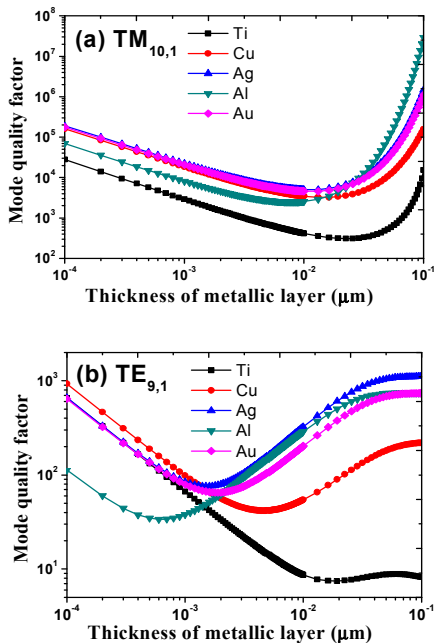 (a) TM10,1
Ti
Cu
Ag
Al
Au
Mode quality factor
10^8
10^7
10^6
10^5
10^4
10^3
10^2
10^-4
10^-3
10^-2
10^-1
Thickness of metallic layer (μm)
(b) TE9,1
Ti
Cu
Ag
Al
Au
Mode quality factor
10^3
10^2
10^1
10^-4
10^-3
10^-2
10^-1
Thickness of metallic layer (μm)